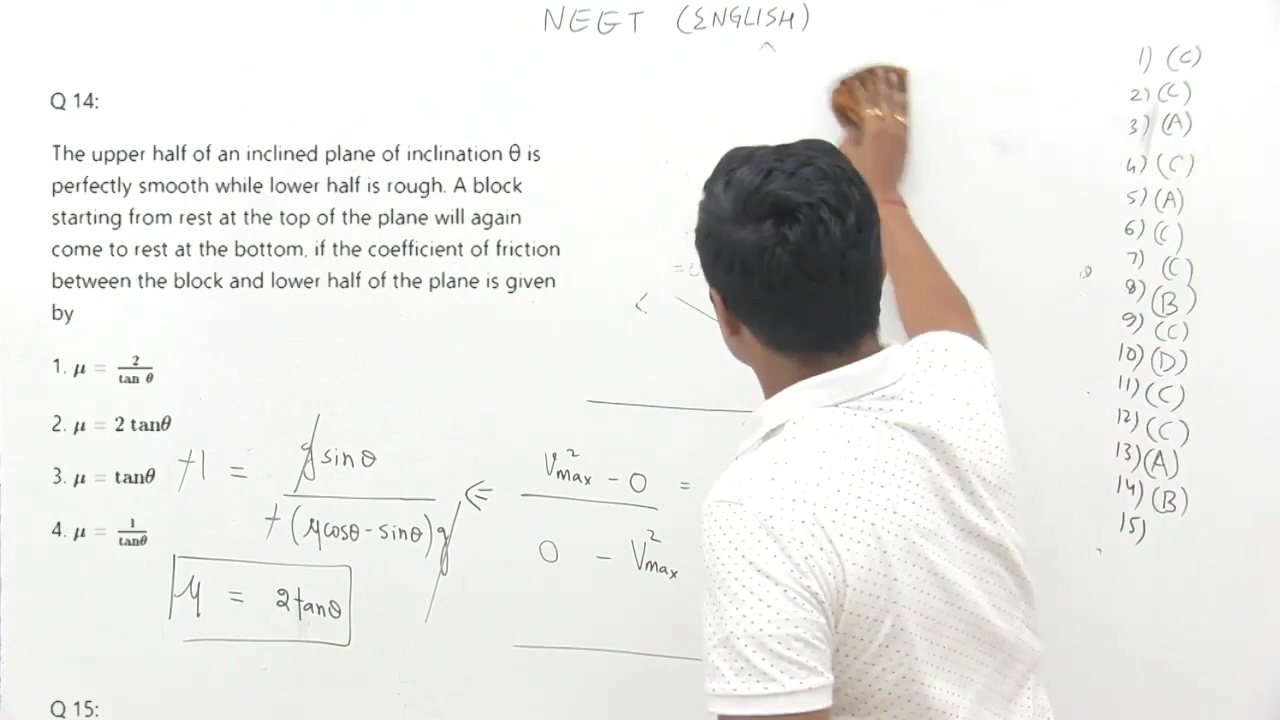 NEET (ENGLISH)
^
Q 14:
The upper half of an inclined plane of inclination θ is
perfectly smooth while lower half is rough. A block
starting from rest at the top of the plane will again
come to rest at the bottom, if the coefficient of friction
between the block and lower half of the plane is given
by
1. μ = 2/tan θ
2. μ = 2 tanθ
3. μ = tanθ
4. μ = 1/tanθ
+1 = g sinθ / +(μcosθ - sinθ)g ⇐ V²max - 0 / 0 - V²max =
μ = 2tanθ
Q 15:
1) (C)
2) (C)
3) (A)
4) (C)
5) (A)
6) (C)
7) (C)
8) (B)
9) (C)
10) (D)
11) (C)
12) (C)
13) (A)
14) (B)
15)